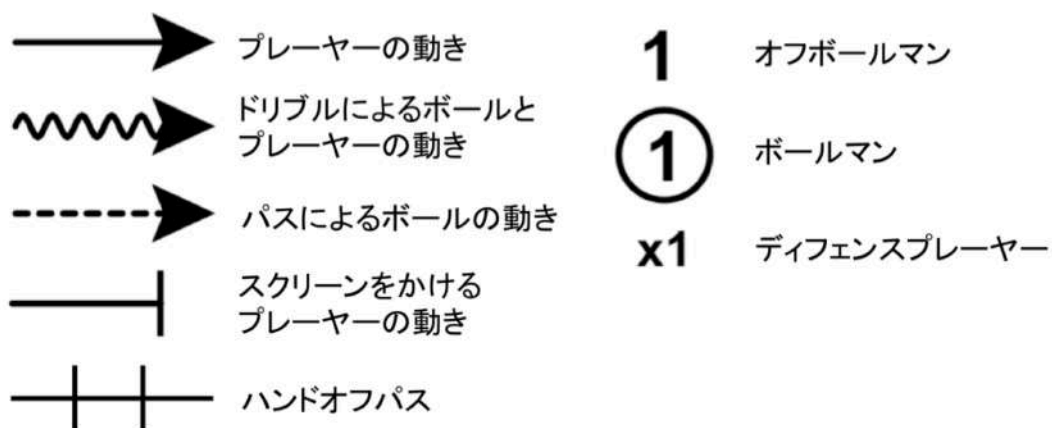 プレーヤーの動き
ドリブルによるボールと
プレーヤーの動き
パスによるボールの動き
スクリーンをかける
プレーヤーの動き
ハンドオフパス
1 オフボールマン
1 ボールマン
x1 ディフェンスプレーヤー